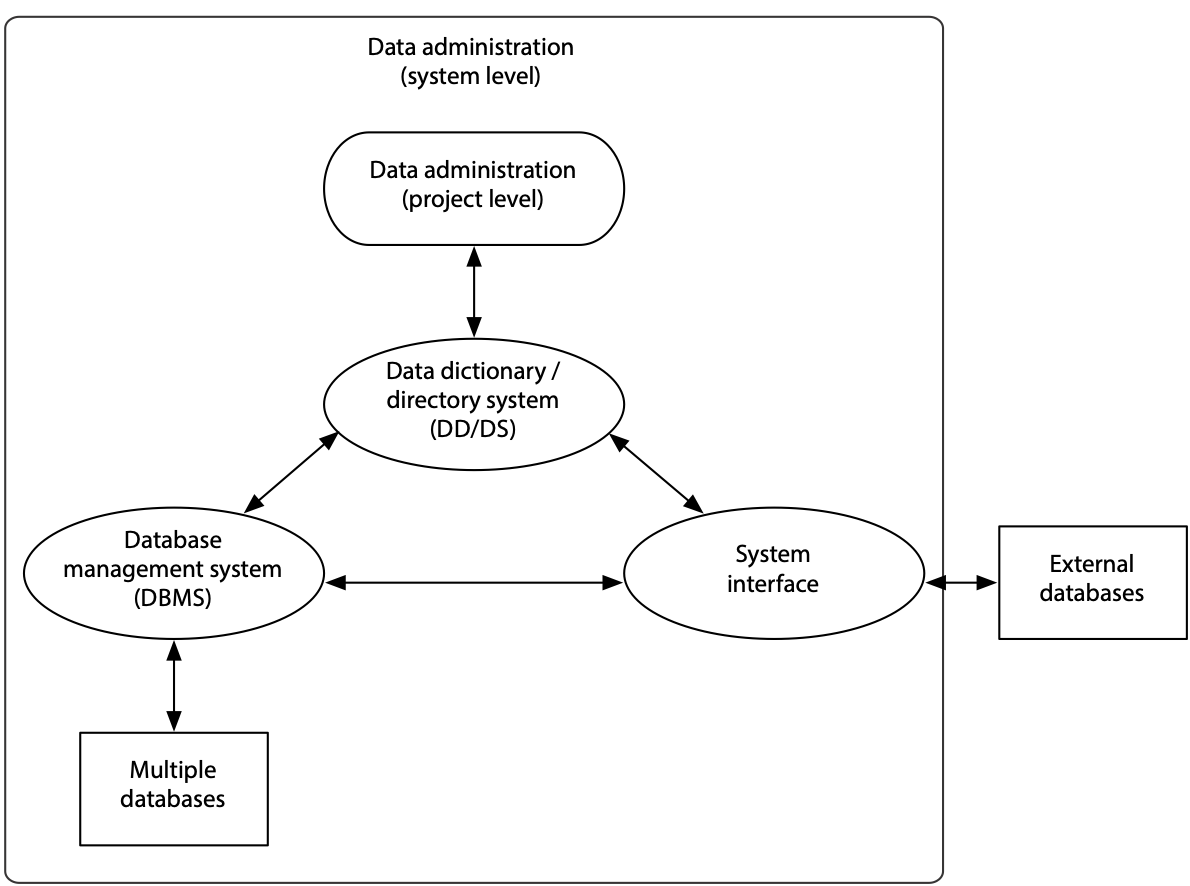 Data administration
(system level)
Data administration
(project level)
Data dictionary /
directory system
(DD/DS)
Database
management system
(DBMS)
System
interface
External
databases
Multiple
databases